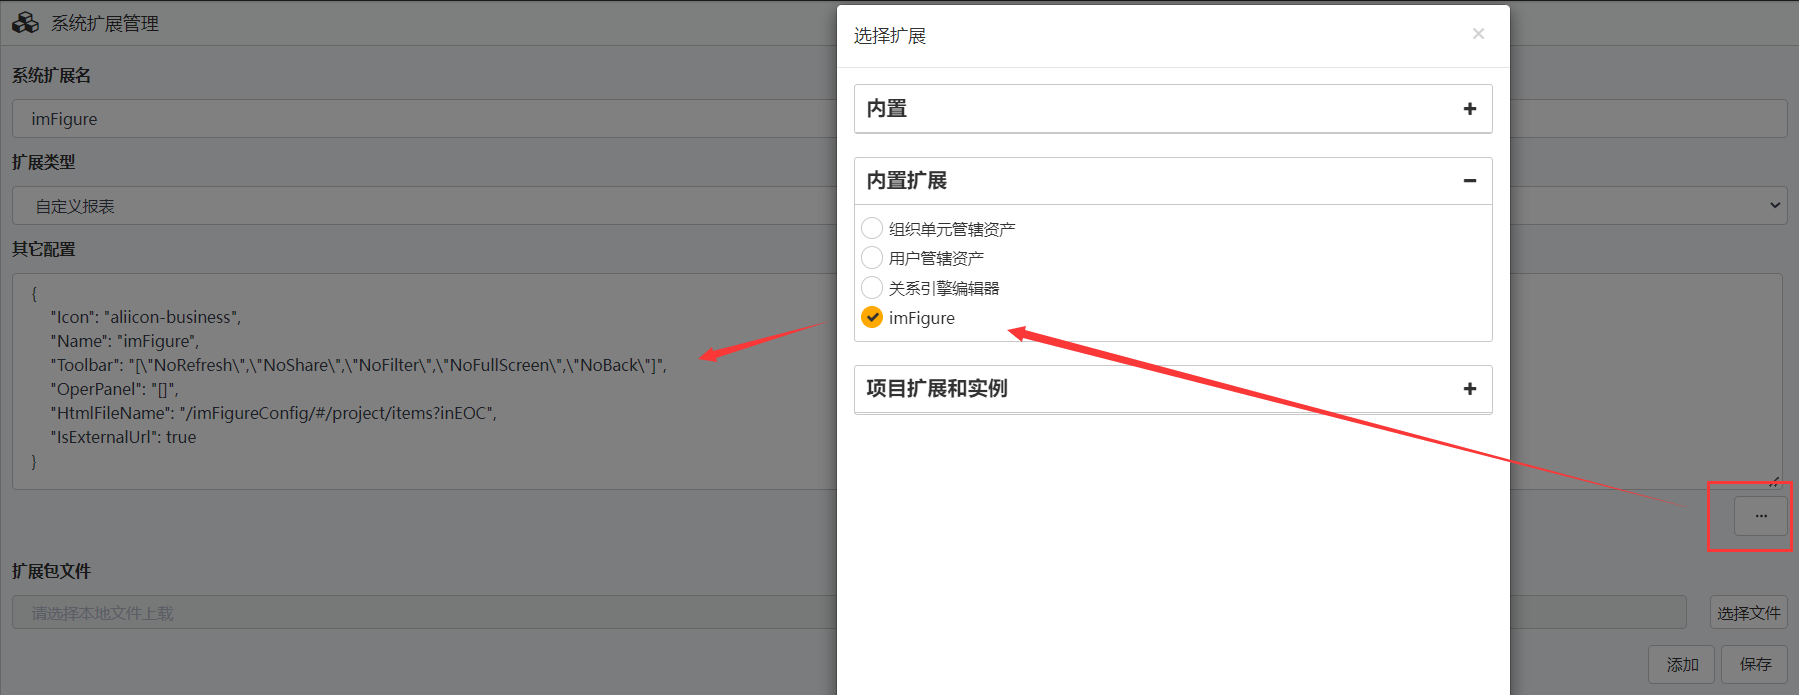 系统扩展管理
系统扩展名
imFigure
扩展类型
自定义报表
其它配置
{
"Icon": "aliicon-business",
"Name": "imFigure",
"Toolbar": "[\"NoRefresh\",\"NoShare\",\"NoFilter\",\"NoFullScreen\",\"NoBack\"]",
"OperPanel": "[]",
"HtmlFileName": "/imFigureConfig/#/project/items?inEOC",
"IsExternalUrl": true
}
...
扩展包文件
请选择本地文件上载
选择文件
添加
保存
选择扩展
×
内置
+
内置扩展
−
组织单元管辖资产
用户管辖资产
关系引擎编辑器
imFigure
项目扩展和实例
+